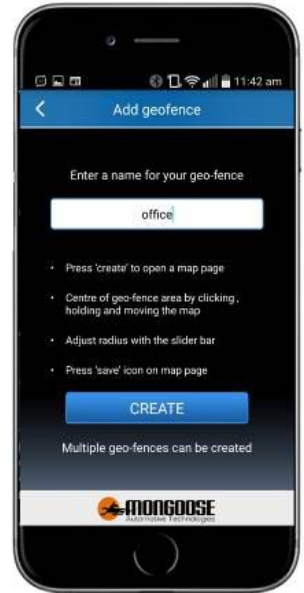 11:42 am
Add geofence
Enter a name for your geo-fence
office
• Press 'create' to open a map page
• Centre of geo-fence area by clicking ,
holding and moving the map
• Adjust radius with the slider bar
• Press 'save' icon on map page
CREATE
Multiple geo-fences can be created
MONGOOSE
Automotive Technologies